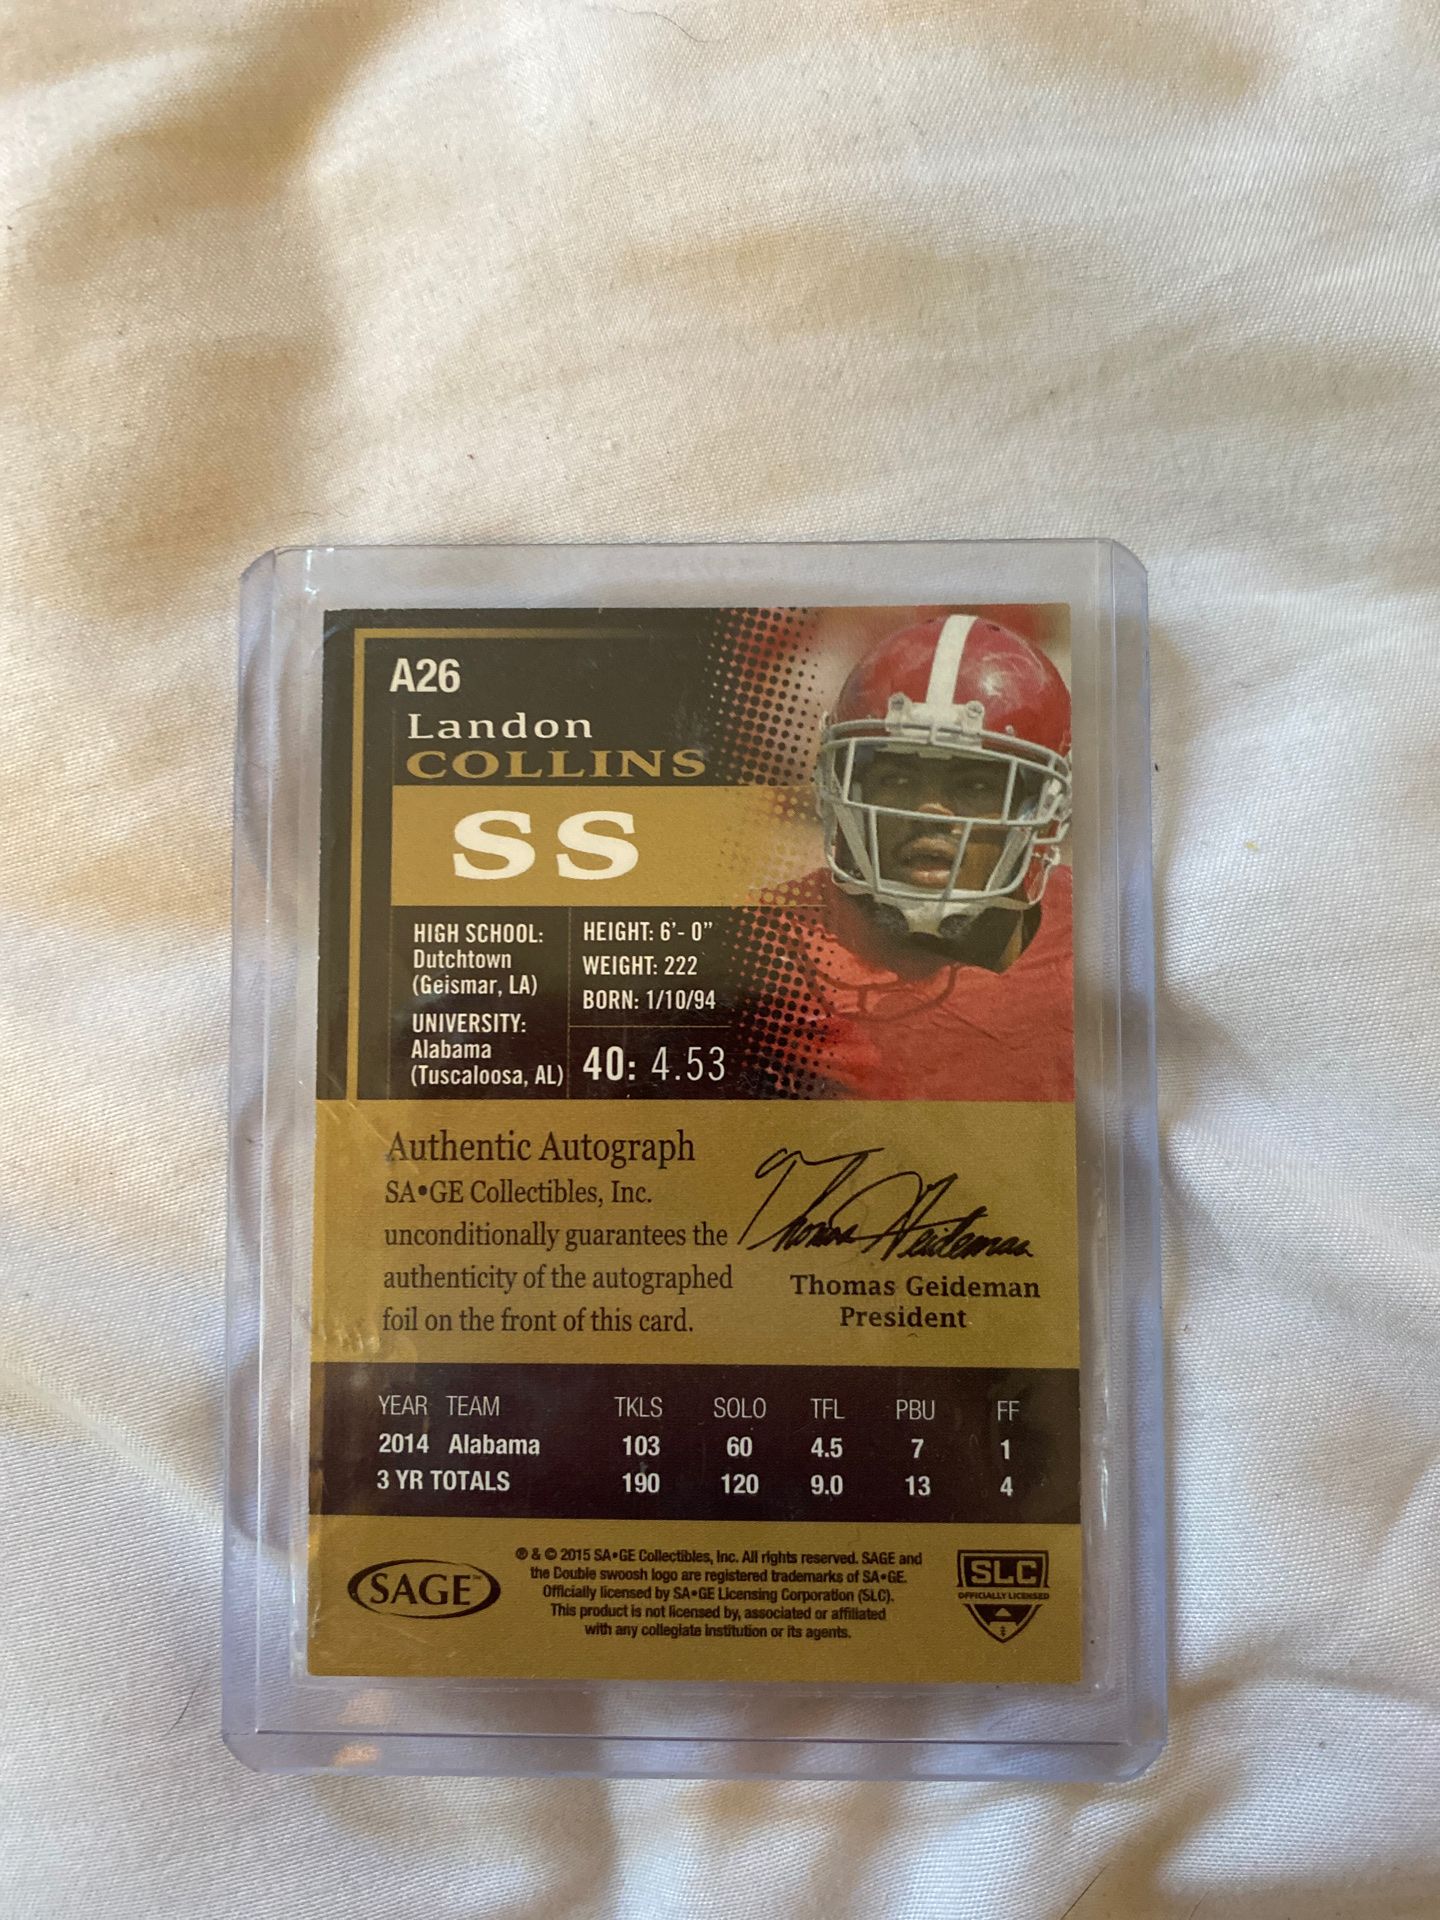 A26
Landon
COLLINS
SS
HIGH SCHOOL:
Dutchtown
(Geismar, LA)
UNIVERSITY:
Alabama
(Tuscaloosa, AL)
HEIGHT: 6'- 0"
WEIGHT: 222
BORN: 1/10/94
40: 4.53
Authentic Autograph
SA•GE Collectibles, Inc.
unconditionally guarantees the
authenticity of the autographed
foil on the front of this card.
Thomas Geideman
Thomas Geideman
President
YEAR TEAM TKLS SOLO TFL PBU FF
2014 Alabama 103 60 4.5 7 1
3 YR TOTALS 190 120 9.0 13 4
SAGE™
® & © 2015 SA•GE Collectibles, Inc. All rights reserved. SAGE and
the Double swoosh logo are registered trademarks of SA•GE.
Officially licensed by SA•GE Licensing Corporation (SLC).
This product is not licensed by, associated or affiliated
with any collegiate institution or its agents.
SLC
OFFICIALLY LICENSED